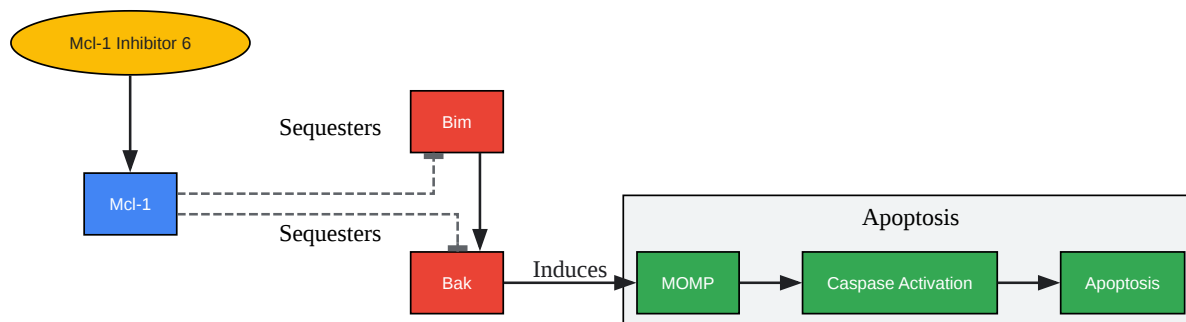 Mcl-1 Inhibitor 6
Sequesters
Bim
Mcl-1
Sequesters
Apoptosis
Bak
Induces
MOMP
Caspase Activation
Apoptosis